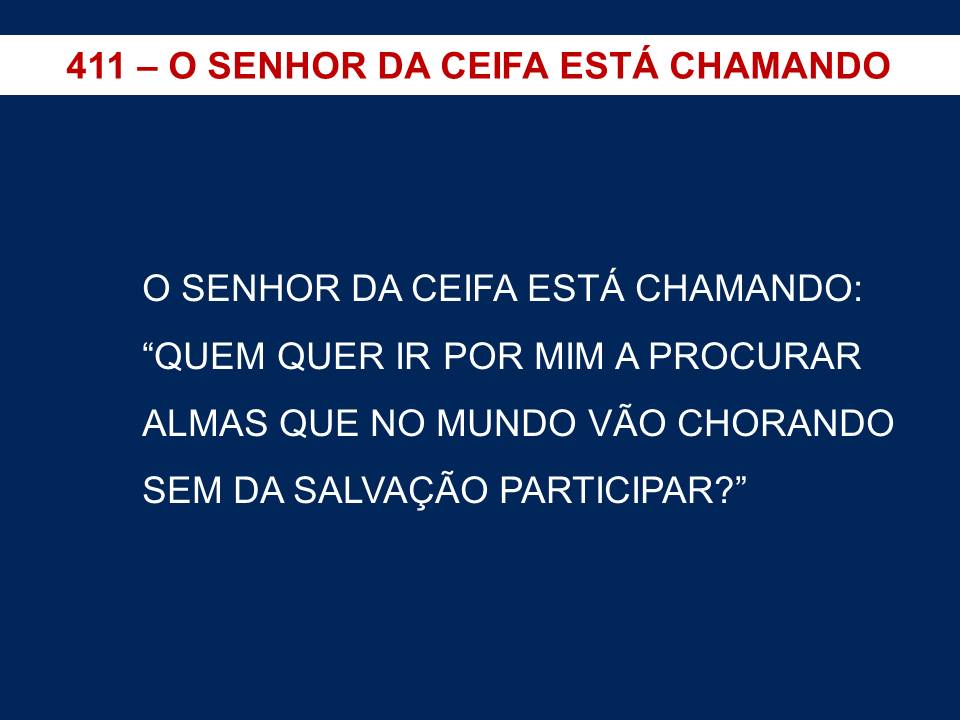 411 – O SENHOR DA CEIFA ESTÁ CHAMANDO
O SENHOR DA CEIFA ESTÁ CHAMANDO:
“QUEM QUER IR POR MIM A PROCURAR
ALMAS QUE NO MUNDO VÃO CHORANDO
SEM DA SALVAÇÃO PARTICIPAR?”